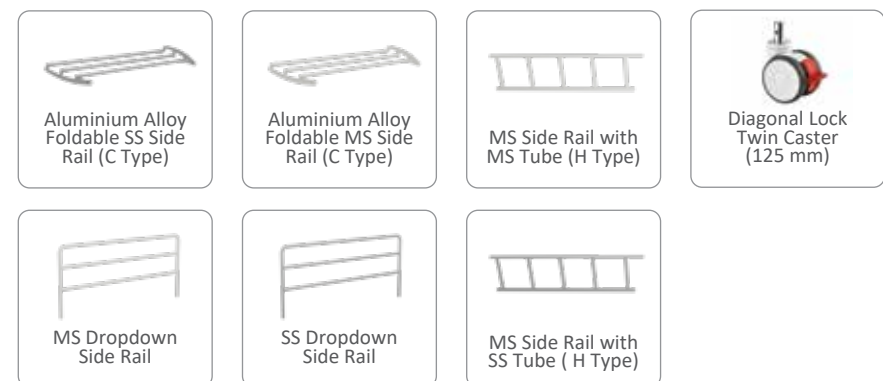 Aluminium Alloy
Foldable SS Side
Rail (C Type)
Aluminium Alloy
Foldable MS Side
Rail (C Type)
MS Side Rail with
MS Tube (H Type)
Diagonal Lock
Twin Caster
(125 mm)
MS Dropdown
Side Rail
SS Dropdown
Side Rail
MS Side Rail with
SS Tube ( H Type)